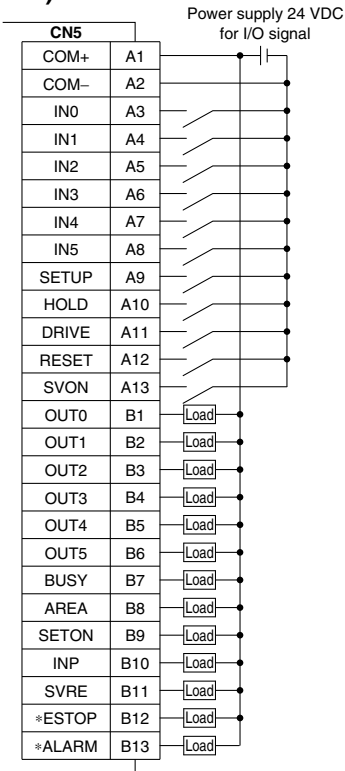 Power supply 24 VDC
for I/O signal
CN5
COM+ A1
COM– A2
IN0 A3
IN1 A4
IN2 A5
IN3 A6
IN4 A7
IN5 A8
SETUP A9
HOLD A10
DRIVE A11
RESET A12
SVON A13
OUT0 B1 Load
OUT1 B2 Load
OUT2 B3 Load
OUT3 B4 Load
OUT4 B5 Load
OUT5 B6 Load
BUSY B7 Load
AREA B8 Load
SETON B9 Load
INP B10 Load
SVRE B11 Load
∗ESTOP B12 Load
∗ALARM B13 Load